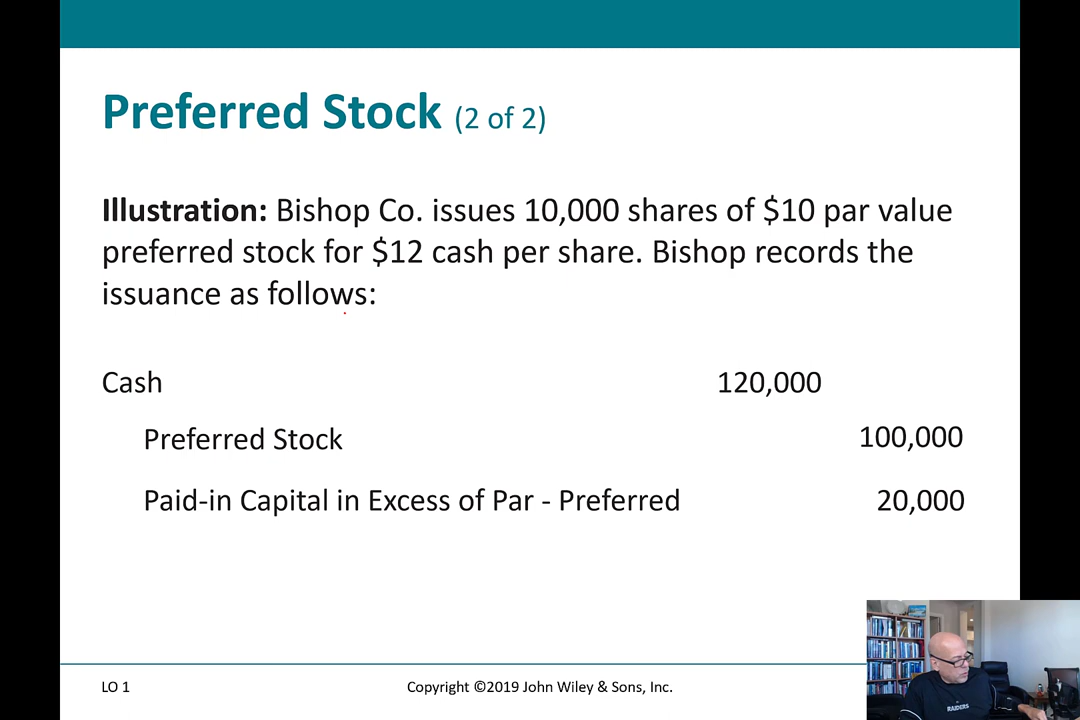 Preferred Stock (2 of 2)
Illustration: Bishop Co. issues 10,000 shares of $10 par value
preferred stock for $12 cash per share. Bishop records the
issuance as follows:
Cash 120,000
Preferred Stock 100,000
Paid-in Capital in Excess of Par - Preferred 20,000
LO 1 Copyright ©2019 John Wiley & Sons, Inc.
RAIDERS